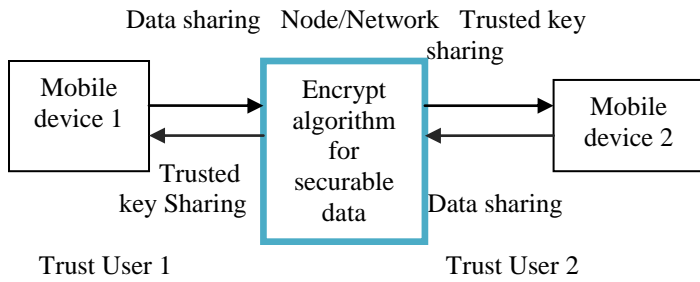 Data sharing Node/Network Trusted key
sharing
Mobile
device 1
Encrypt
algorithm
for
securable
data
Mobile
device 2
Trusted
key Sharing
Data sharing
Trust User 1
Trust User 2